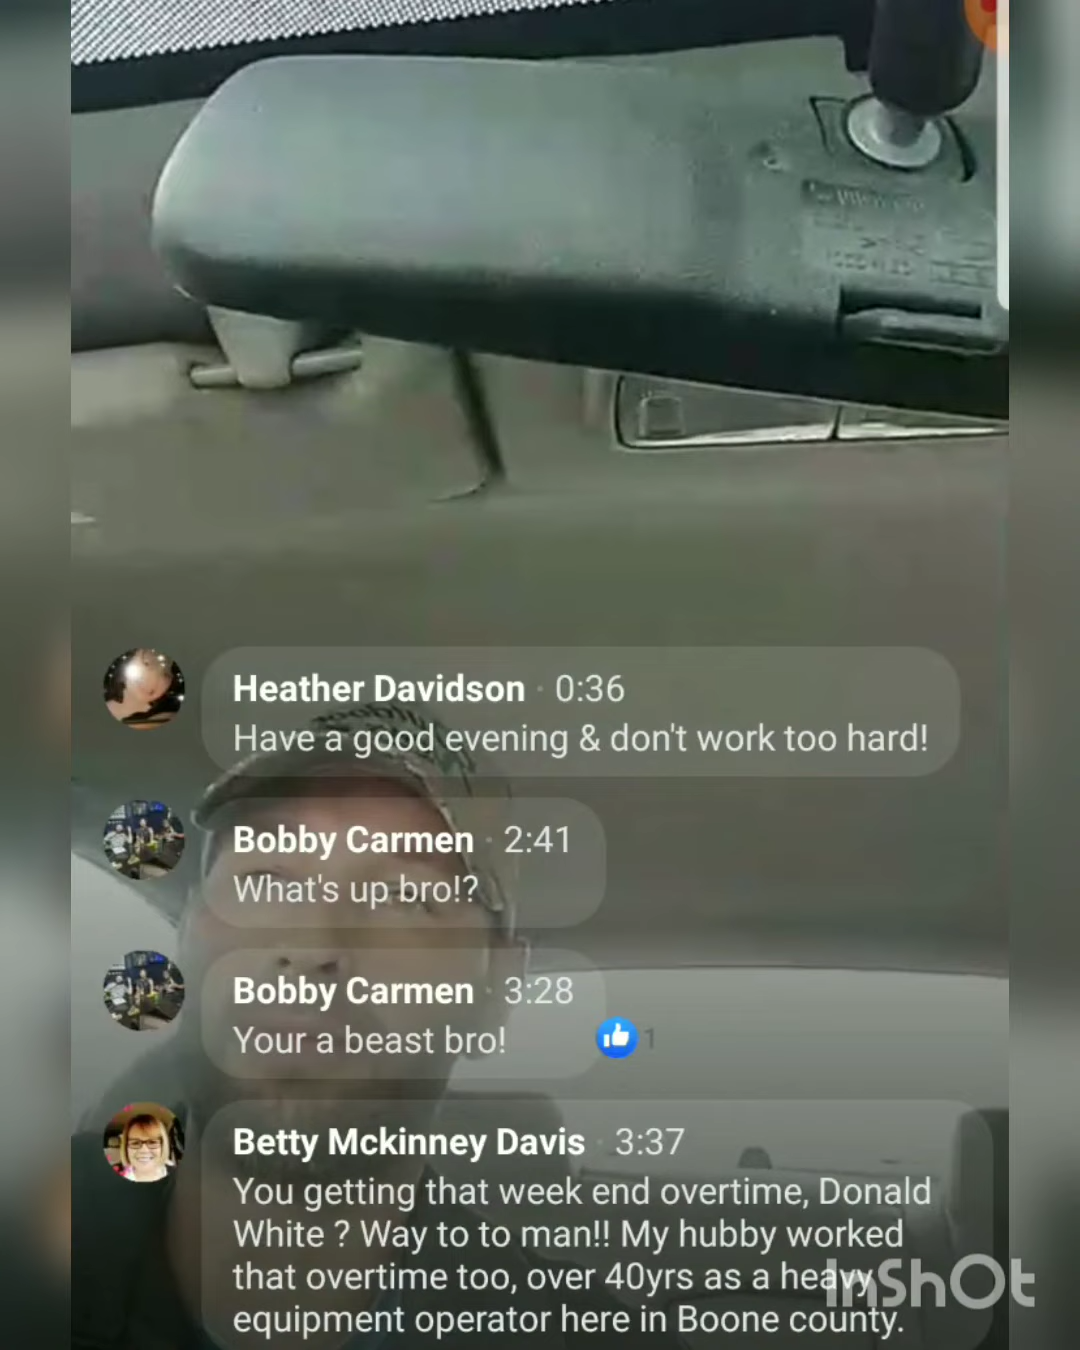 Heather Davidson · 0:36
Have a good evening & don't work too hard!
Bobby Carmen · 2:41
What's up bro!?
Bobby Carmen · 3:28
Your a beast bro!
1
Betty Mckinney Davis · 3:37
You getting that week end overtime, Donald
White ? Way to to man!! My hubby worked
that overtime too, over 40yrs as a heavy
equipment operator here in Boone county.
InShOt